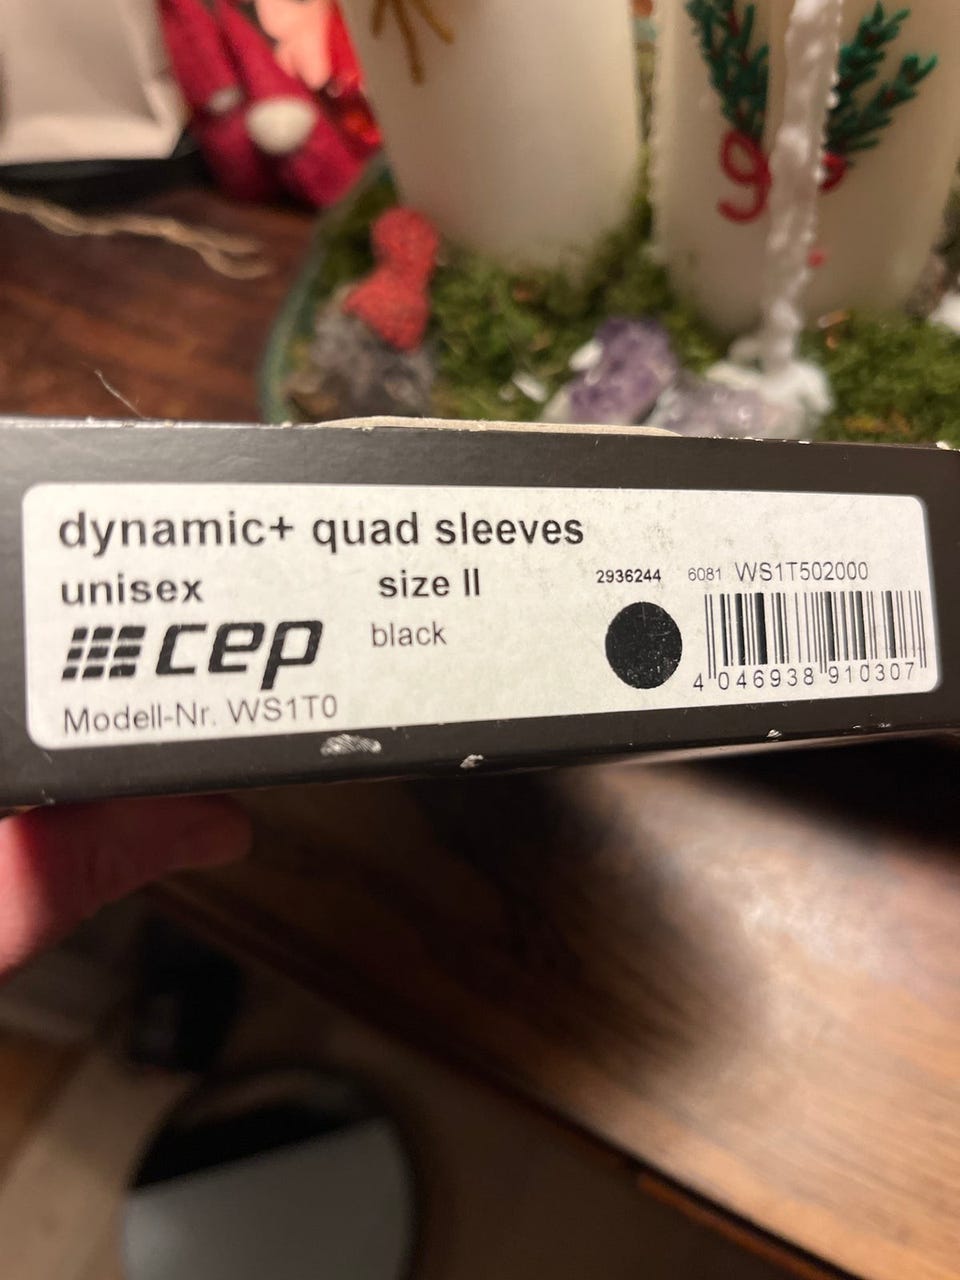 dynamic+ quad sleeves
unisex size II
2936244 6081 WS1T502000
cep black
4 046938 910307
Modell-Nr. WS1T0